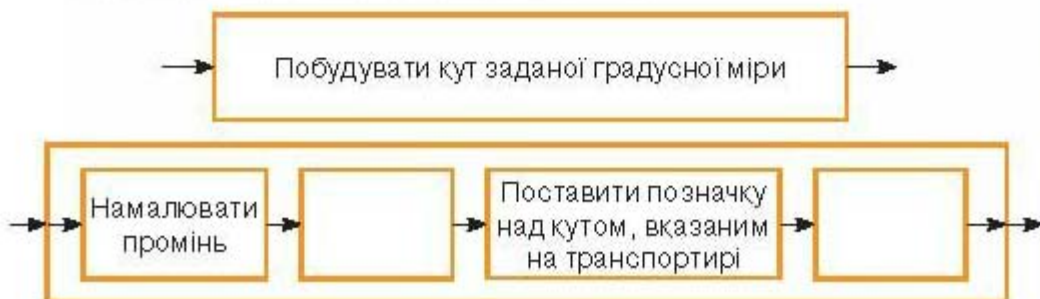 Побудувати кут заданої градусної міри
Намалювати
промінь
Поставити позначку
над кутом, вказаним
на транспортирі